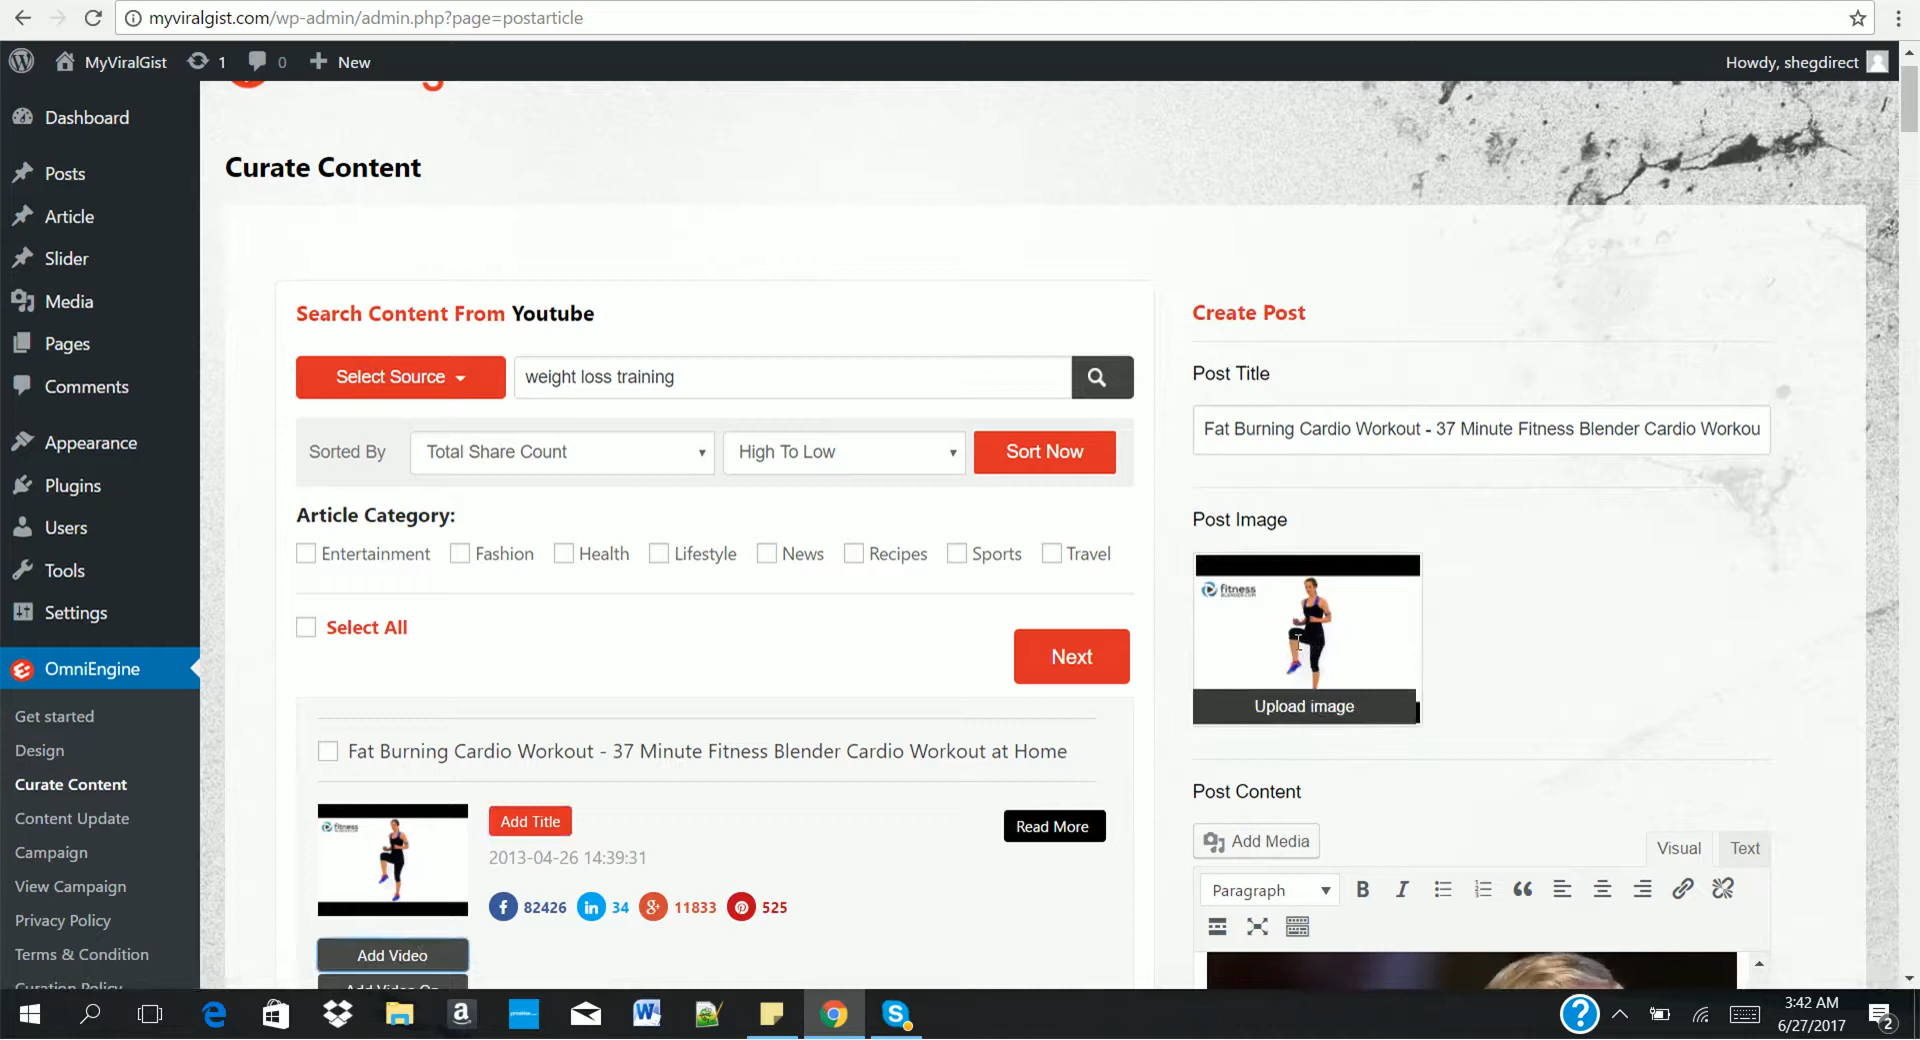 myviralgist.com/wp-admin/admin.php?page=postarticle
MyViralGist 1 0 New Howdy, shegdirect
Dashboard
Posts
Article
Slider
Media
Pages
Comments
Appearance
Plugins
Users
Tools
Settings
OmniEngine
Get started
Design
Curate Content
Content Update
Campaign
View Campaign
Privacy Policy
Terms & Condition
Curation Policy
Curate Content
Search Content From Youtube
Select Source weight loss training
Sorted By Total Share Count High To Low Sort Now
Article Category:
Entertainment Fashion Health Lifestyle News Recipes Sports Travel
Select All
Next
Fat Burning Cardio Workout - 37 Minute Fitness Blender Cardio Workout at Home
fitness
Add Title Read More
2013-04-26 14:39:31
82426 34 11833 525
Add Video
Create Post
Post Title
Fat Burning Cardio Workout - 37 Minute Fitness Blender Cardio Workou
Post Image
fitness
BLENDER.COM
Upload image
Post Content
Add Media Visual Text
Paragraph B I
3:42 AM
6/27/2017
2